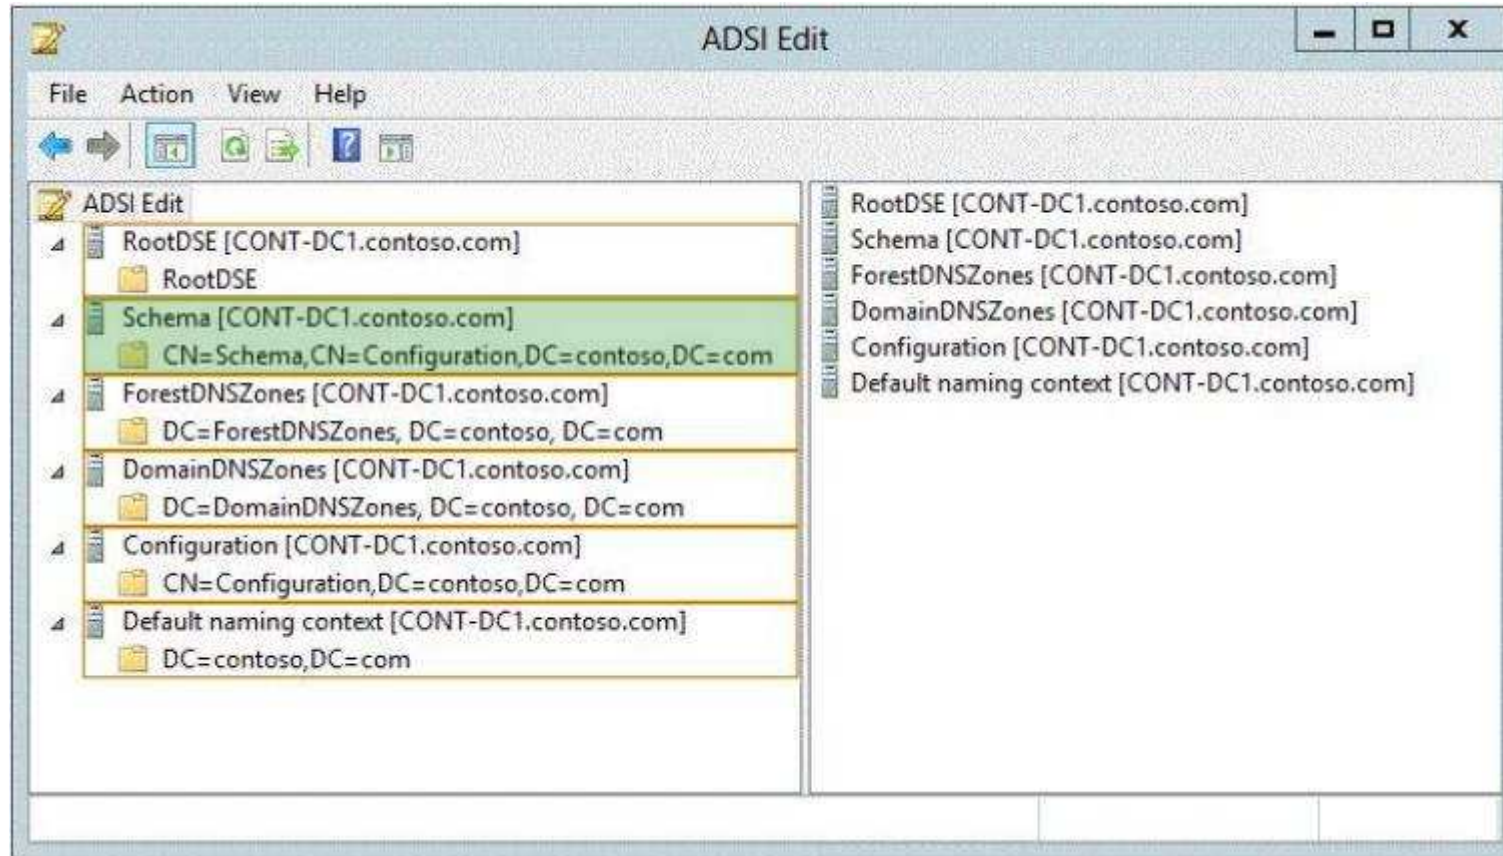 ADSI Edit
X
File Action View Help
?
ADSI Edit
RootDSE [CONT-DC1.contoso.com]
RootDSE
Schema [CONT-DC1.contoso.com]
CN=Schema,CN=Configuration,DC=contoso,DC=com
ForestDNSZones [CONT-DC1.contoso.com]
DC=ForestDNSZones, DC=contoso, DC=com
DomainDNSZones [CONT-DC1.contoso.com]
DC=DomainDNSZones, DC=contoso, DC=com
Configuration [CONT-DC1.contoso.com]
CN=Configuration,DC=contoso,DC=com
Default naming context [CONT-DC1.contoso.com]
DC=contoso,DC=com
RootDSE [CONT-DC1.contoso.com]
Schema [CONT-DC1.contoso.com]
ForestDNSZones [CONT-DC1.contoso.com]
DomainDNSZones [CONT-DC1.contoso.com]
Configuration [CONT-DC1.contoso.com]
Default naming context [CONT-DC1.contoso.com]